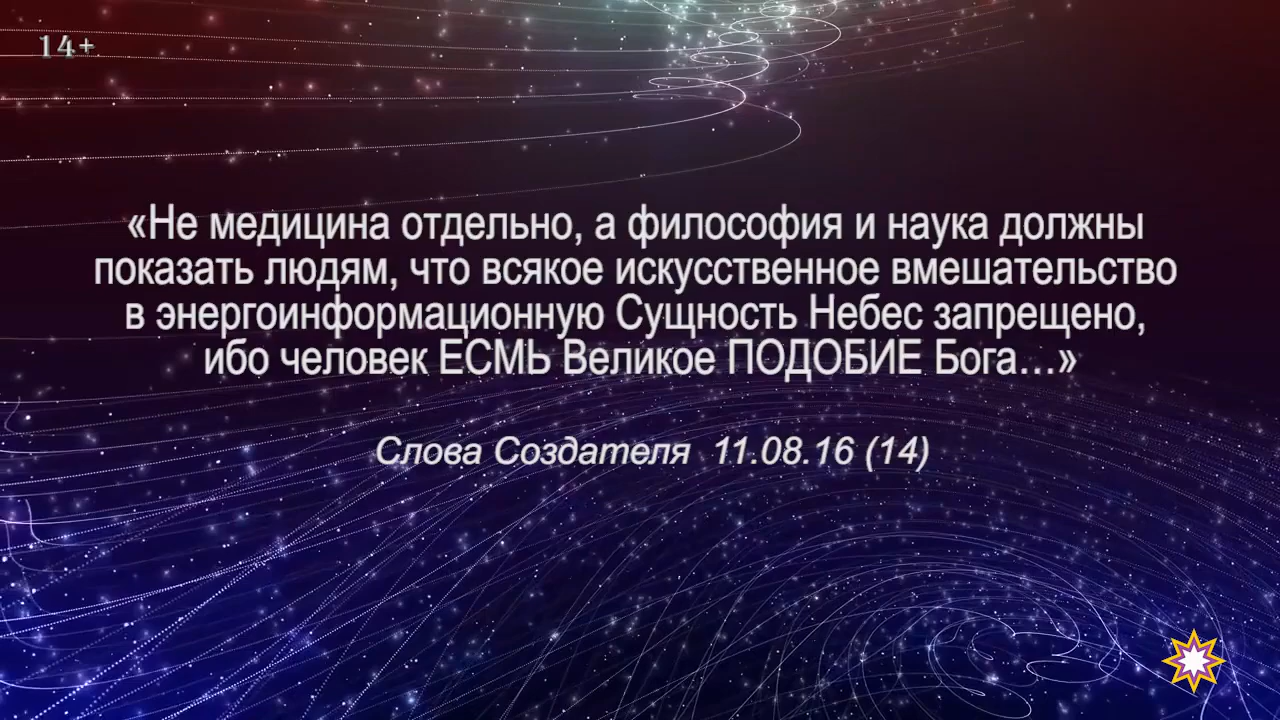 14+
«Не медицина отдельно, а философия и наука должны
показать людям, что всякое искусственное вмешательство
в энергоинформационную Сущность Небес запрещено,
ибо человек ЕСМЬ Великое ПОДОБИЕ Бога...»
Слова Создателя 11.08.16 (14)